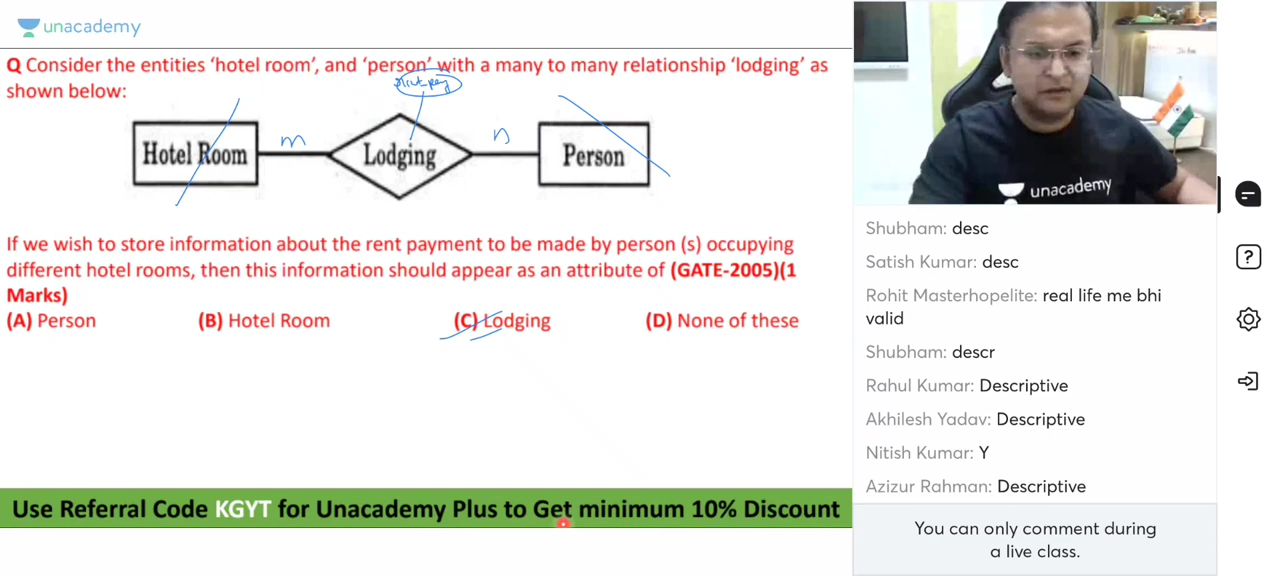 unacademy
Q Consider the entities 'hotel room', and 'person' with a many to many relationship 'lodging' as
shown below:
Hotel Room
m
Lodging
n
Person
If we wish to store information about the rent payment to be made by person (s) occupying
different hotel rooms, then this information should appear as an attribute of (GATE-2005)(1
Marks)
(A) Person (B) Hotel Room (C) Lodging (D) None of these
Use Referral Code KGYT for Unacademy Plus to Get minimum 10% Discount
unacademy
Shubham: desc
Satish Kumar: desc
Rohit Masterhopelite: real life me bhi
valid
Shubham: descr
Rahul Kumar: Descriptive
Akhilesh Yadav: Descriptive
Nitish Kumar: Y
Azizur Rahman: Descriptive
You can only comment during
a live class.
?